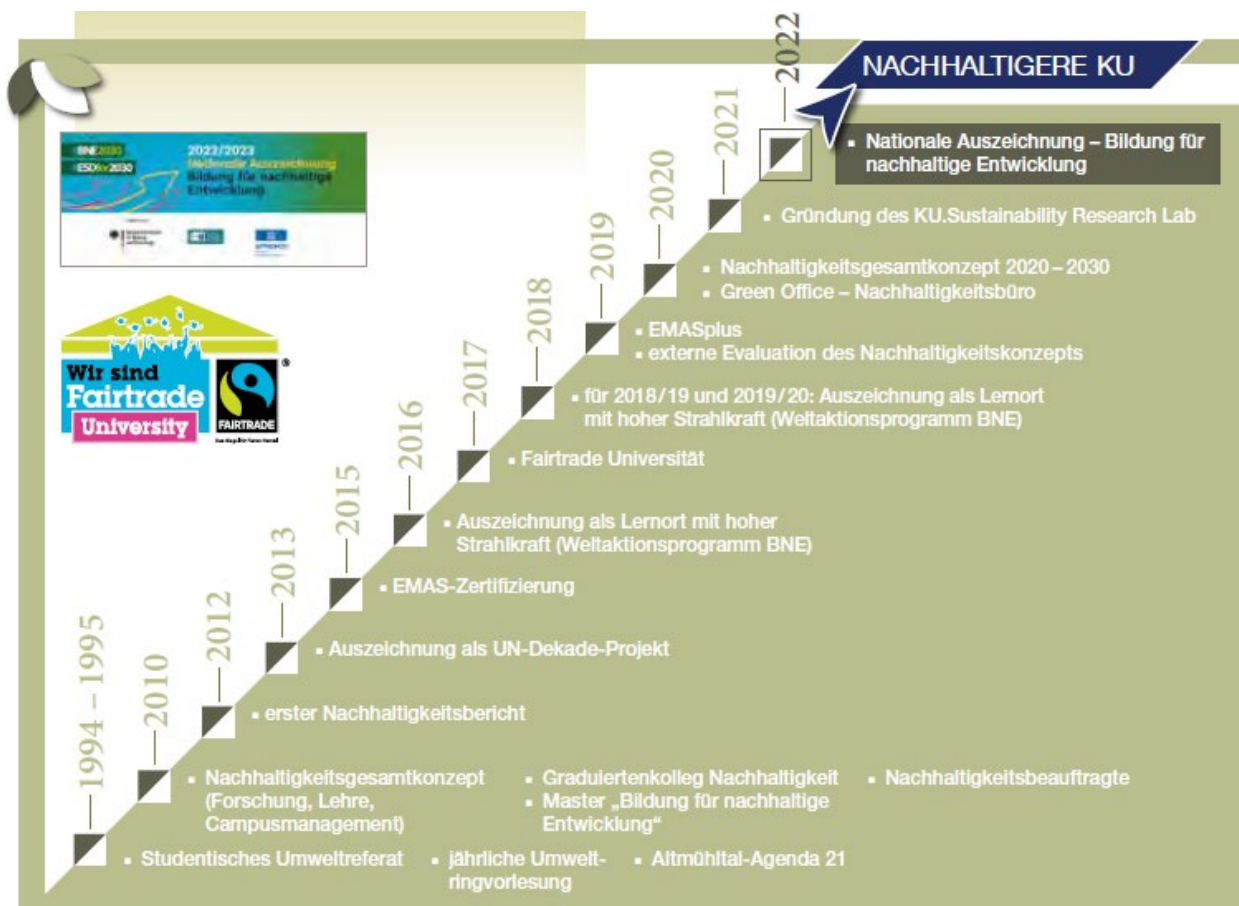 NACHHALTIGERE KU
2022
Nationale Auszeichnung – Bildung für
nachhaltige Entwicklung
2021
Gründung des KU.Sustainability Research Lab
2020
Nachhaltigkeitsgesamtkonzept 2020 – 2030
Green Office – Nachhaltigkeitsbüro
2019
EMASplus
externe Evaluation des Nachhaltigkeitskonzepts
2018
für 2018/19 und 2019/20: Auszeichnung als Lernort
mit hoher Strahlkraft (Weltaktionsprogramm BNE)
2017
Fairtrade Universität
2016
Auszeichnung als Lernort mit hoher
Strahlkraft (Weltaktionsprogramm BNE)
2015
EMAS-Zertifizierung
2013
Auszeichnung als UN-Dekade-Projekt
2012
erster Nachhaltigkeitsbericht
2010
Nachhaltigkeitsgesamtkonzept
(Forschung, Lehre,
Campusmanagement)
Graduiertenkolleg Nachhaltigkeit
Master „Bildung für nachhaltige
Entwicklung“
Nachhaltigkeitsbeauftragte
1994 – 1995
Studentisches Umweltreferat
jährliche Umwelt-
ringvorlesung
Altmühltal-Agenda 21
BNE2030
ESDfor2030
2022/2023
Nationale Auszeichnung
Bildung für nachhaltige
Entwicklung
Wir sind
Fairtrade
University
FAIRTRADE
®